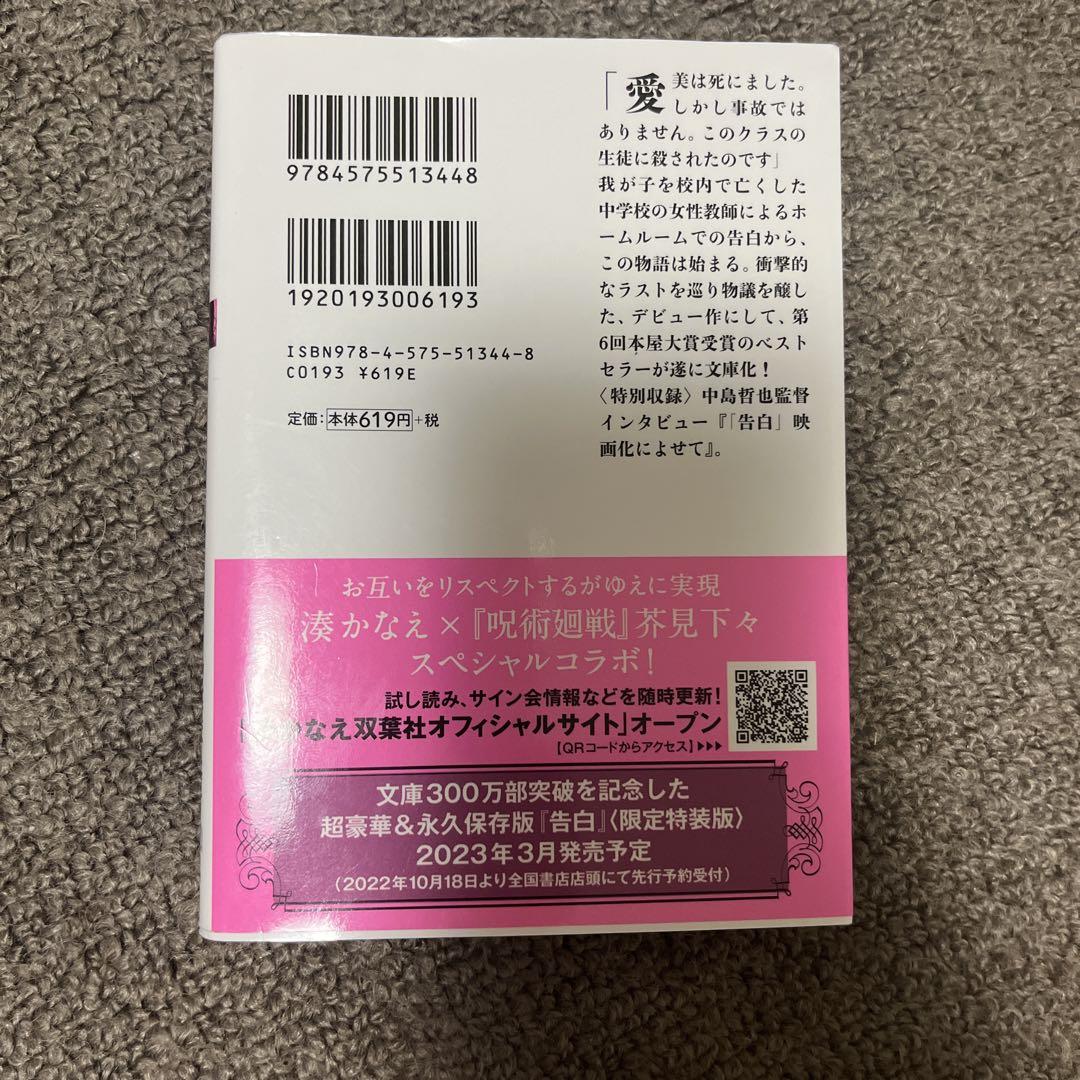 9784575513448
1920193006193
ISBN978-4-575-51344-8
C0193 ¥619E
定価：本体619円+税
「愛美は死にました。
しかし事故では
ありません。このクラスの
生徒に殺されたのです」
我が子を校内で亡くした
中学校の女性教師によるホ
ームルームでの告白から、
この物語は始まる。衝撃的
なラストを巡り物議を醸し
た、デビュー作にして、第
6回本屋大賞受賞のベスト
セラーが遂に文庫化！
〈特別収録〉中島哲也監督
インタビュー『「告白」映
画化によせて』。
お互いをリスペクトするがゆえに実現
湊かなえ×『呪術廻戦』芥見下々
スペシャルコラボ！
試し読み、サイン会情報などを随時更新！
なえ双葉社オフィシャルサイト」オープン
【QRコードからアクセス】▶▶▶
文庫300万部突破を記念した
超豪華&永久保存版『告白』〈限定特装版〉
2023年3月発売予定
（2022年10月18日より全国書店店頭にて先行予約受付）